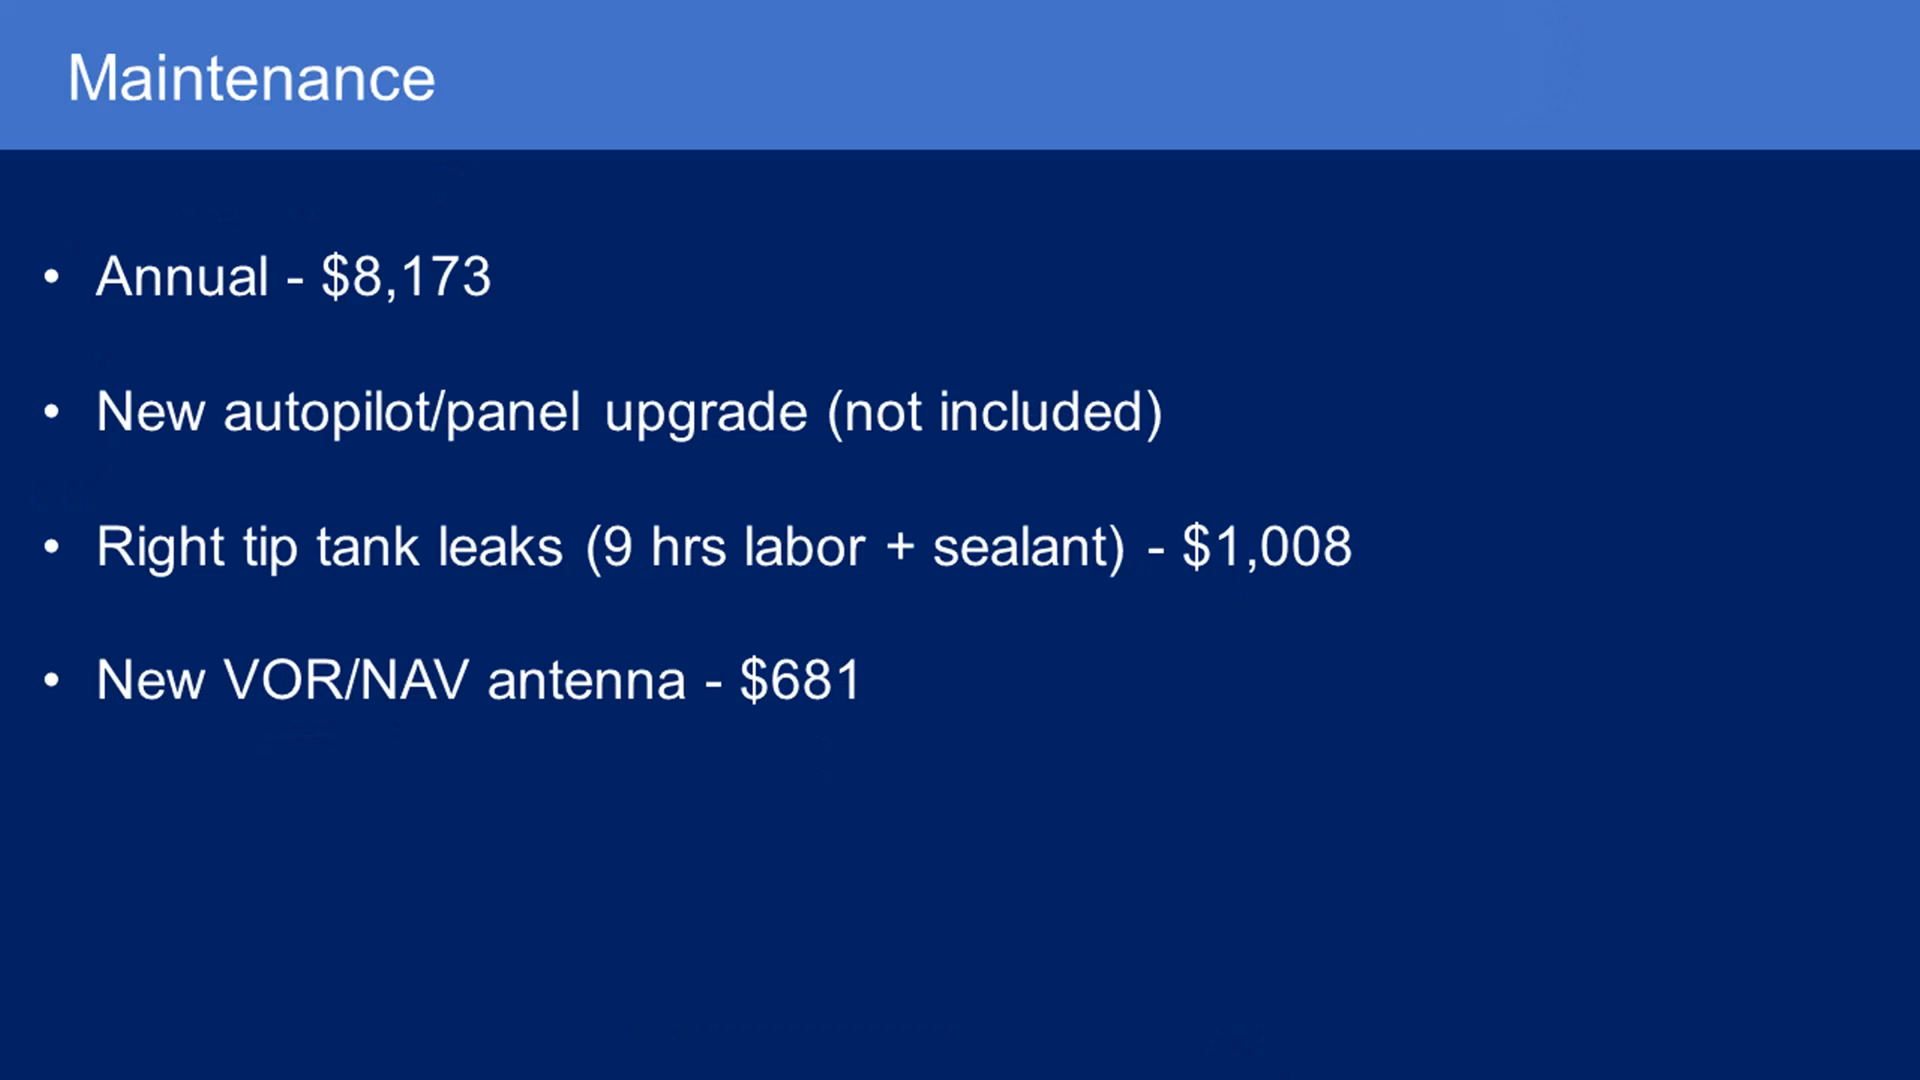 Maintenance
• Annual - $8,173
• New autopilot/panel upgrade (not included)
• Right tip tank leaks (9 hrs labor + sealant) - $1,008
• New VOR/NAV antenna - $681